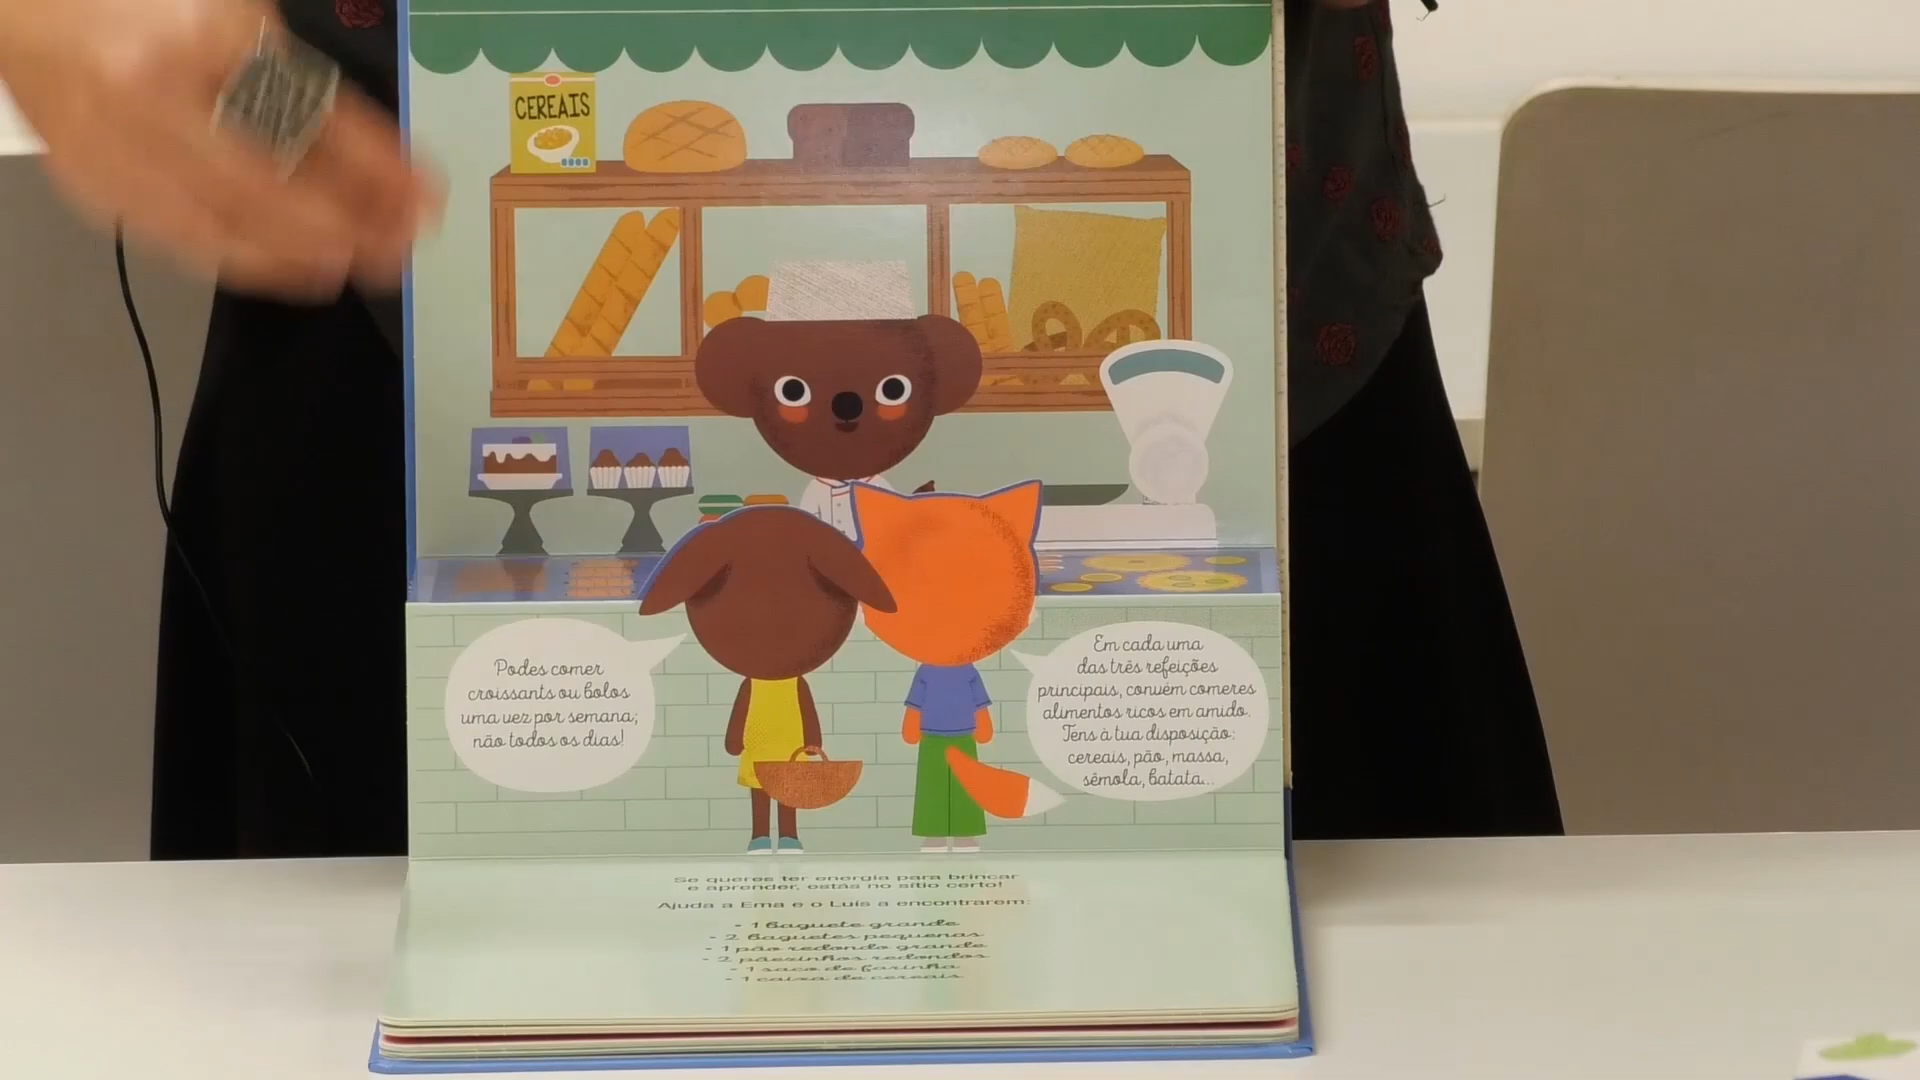 CEREAIS
Podes comer
croissants ou bolos
uma vez por semana;
não todos os dias!
Em cada uma
das três refeições
principais, convém comeres
alimentos ricos em amido.
Tens à tua disposição:
cereais, pão, massa,
sêmola, batata...
Se queres ter energia para brincar
e aprender, estás no sítio certo!
Ajuda a Ema e o Luís a encontrarem:
- 1 baguete grande
- 2 baguetes pequenas
- 1 pão redondo grande
- 2 pãezinhos redondos
- 1 saco de farinha
- 1 caixa de cereais